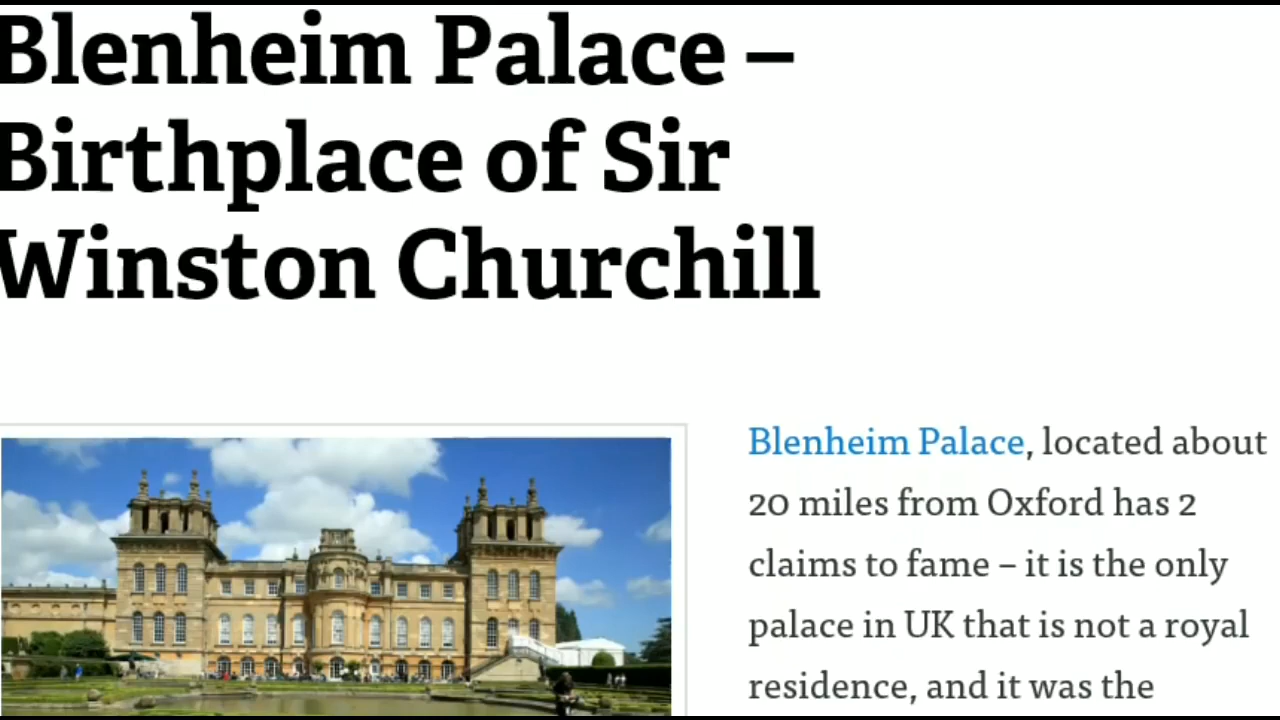 Blenheim Palace –
Birthplace of Sir
Winston Churchill
Blenheim Palace, located about
20 miles from Oxford has 2
claims to fame – it is the only
palace in UK that is not a royal
residence, and it was the